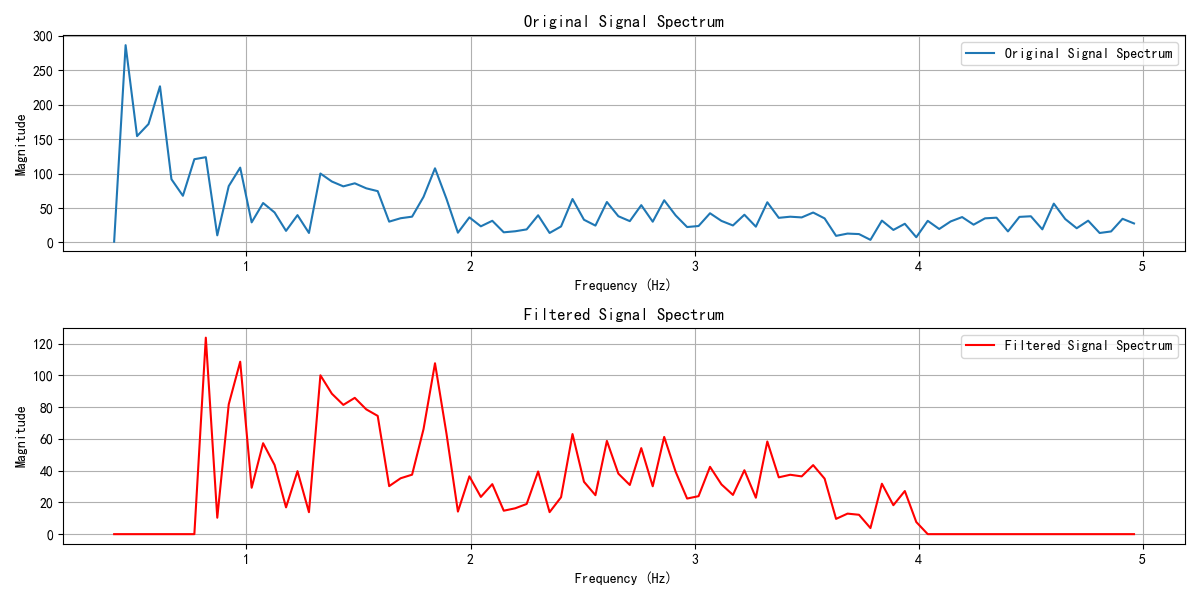 Original Signal Spectrum
300
250
200
150
100
50
0
Magnitude
Original Signal Spectrum
1 2 3 4 5
Frequency (Hz)
Filtered Signal Spectrum
120
100
80
60
40
20
0
Magnitude
Filtered Signal Spectrum
1 2 3 4 5
Frequency (Hz)